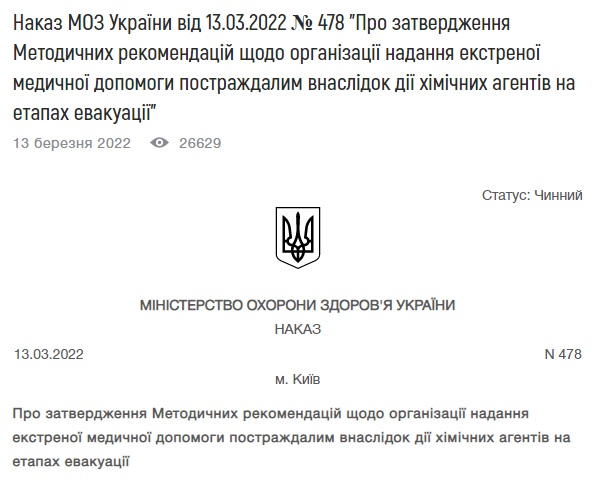 Наказ МОЗ України від 13.03.2022 № 478 "Про затвердження
Методичних рекомендацій щодо організації надання екстреної
медичної допомоги постраждалим внаслідок дії хімічних агентів на
етапах евакуації"
13 березня 2022 26629
Статус: Чинний
МІНІСТЕРСТВО ОХОРОНИ ЗДОРОВ'Я УКРАЇНИ
НАКАЗ
13.03.2022 N 478
м. Київ
Про затвердження Методичних рекомендацій щодо організації надання
екстреної медичної допомоги постраждалим внаслідок дії хімічних агентів на
етапах евакуації